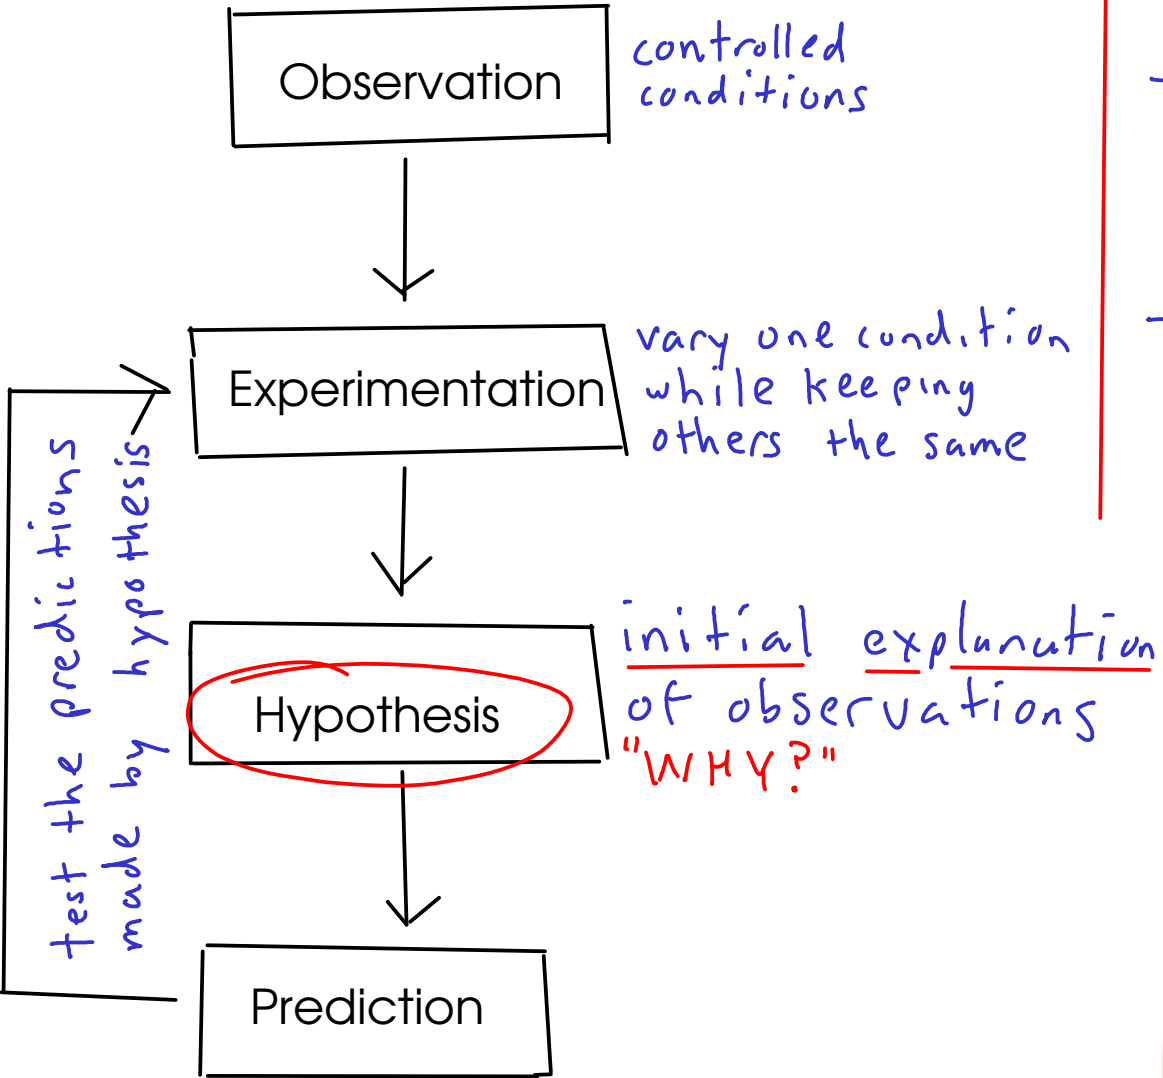 Observation
controlled
conditions
Experimentation
vary one condition
while keeping
others the same
test the predictions
made by hypothesis
Hypothesis
initial explanation
of observations
"WHY?"
Prediction